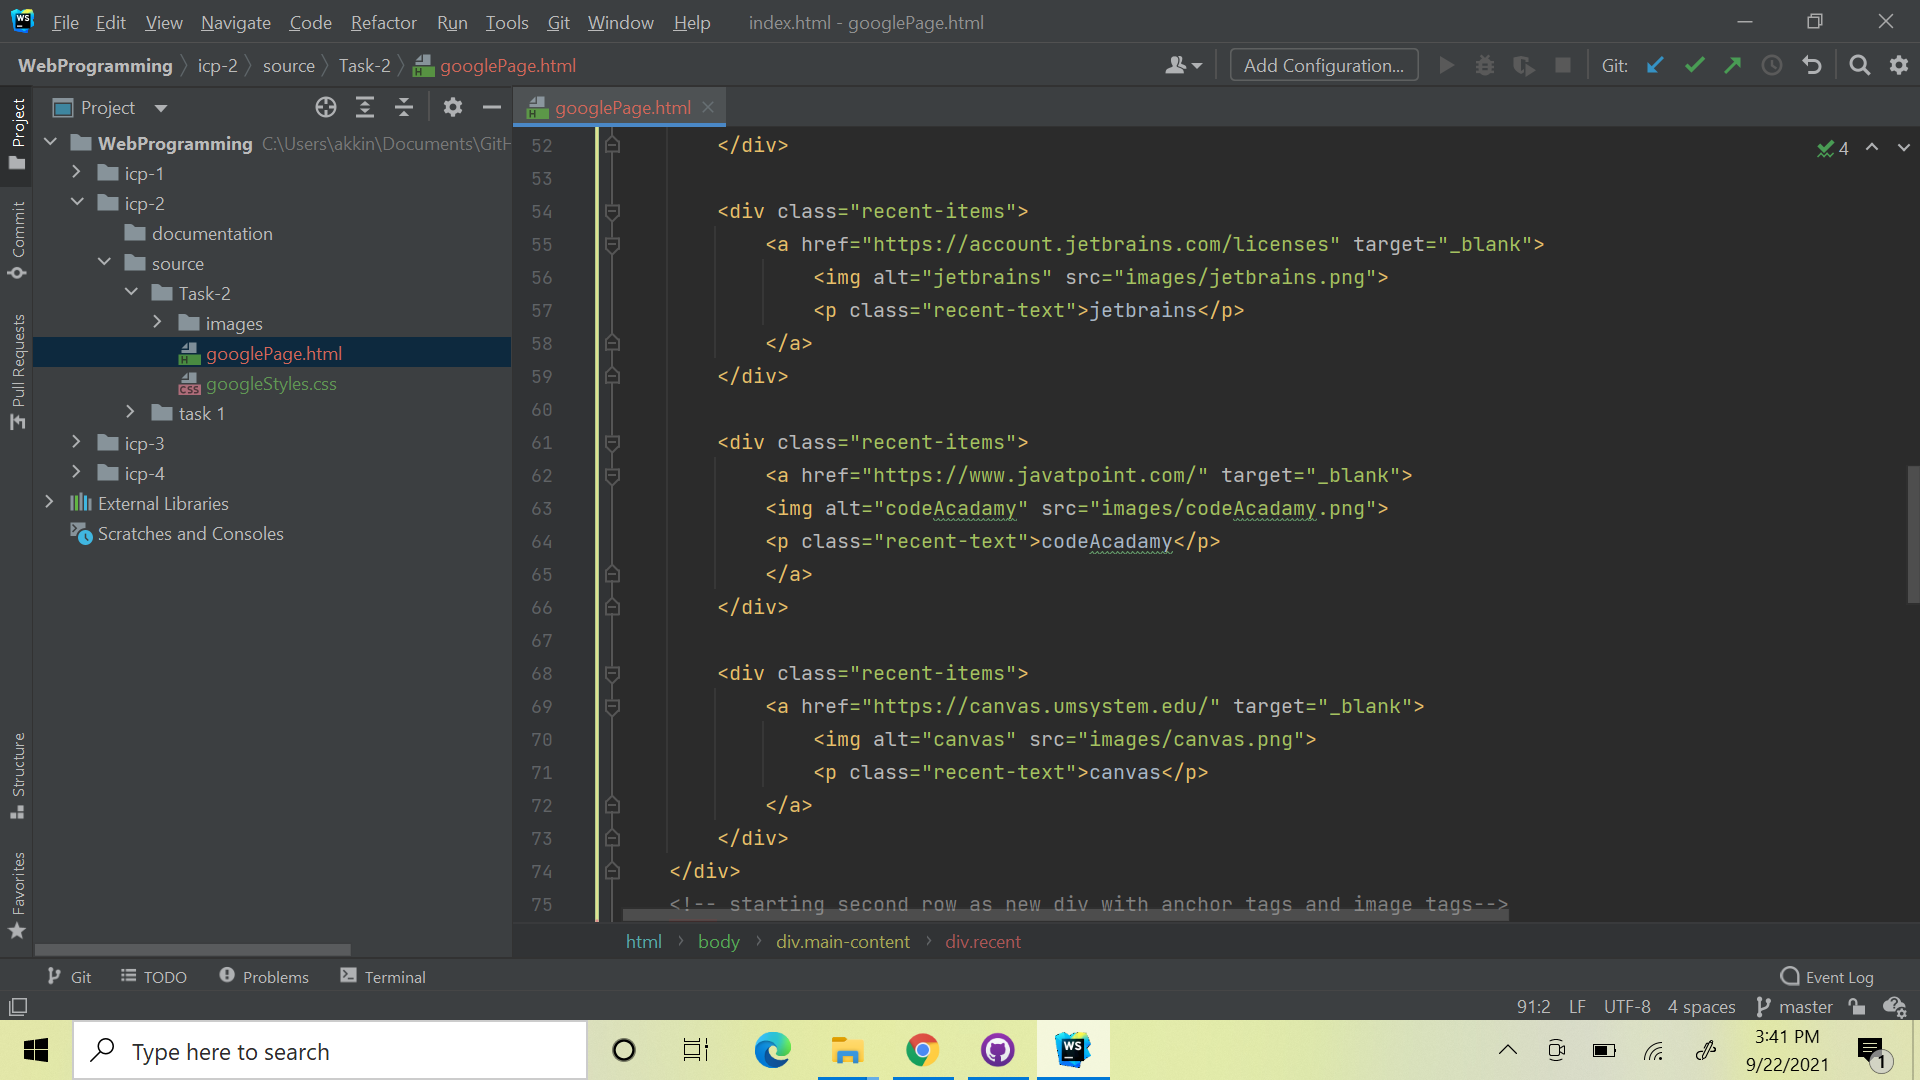 WS File Edit View Navigate Code Refactor Run Tools Git Window Help index.html - googlePage.html
WebProgramming icp-2 source Task-2 googlePage.html Add Configuration... Git:
Project
googlePage.html
Project
Commit
Pull Requests
Structure
Favorites
WebProgramming C:\Users\akkin\Documents\GitH
icp-1
icp-2
documentation
source
Task-2
images
googlePage.html
googleStyles.css
task 1
icp-3
icp-4
External Libraries
Scratches and Consoles
4
52 </div>
53
54 <div class="recent-items">
55 <a href="https://account.jetbrains.com/licenses" target="_blank">
56 <img alt="jetbrains" src="images/jetbrains.png">
57 <p class="recent-text">jetbrains</p>
58 </a>
59 </div>
60
61 <div class="recent-items">
62 <a href="https://www.javatpoint.com/" target="_blank">
63 <img alt="codeAcadamy" src="images/codeAcadamy.png">
64 <p class="recent-text">codeAcadamy</p>
65 </a>
66 </div>
67
68 <div class="recent-items">
69 <a href="https://canvas.umsystem.edu/" target="_blank">
70 <img alt="canvas" src="images/canvas.png">
71 <p class="recent-text">canvas</p>
72 </a>
73 </div>
74 </div>
75 <!-- starting second row as new div with anchor tags and image tags-->
html body div.main-content div.recent
Git TODO Problems Terminal Event Log
91:2 LF UTF-8 4 spaces master
Type here to search
WS
3:41 PM
9/22/2021
1